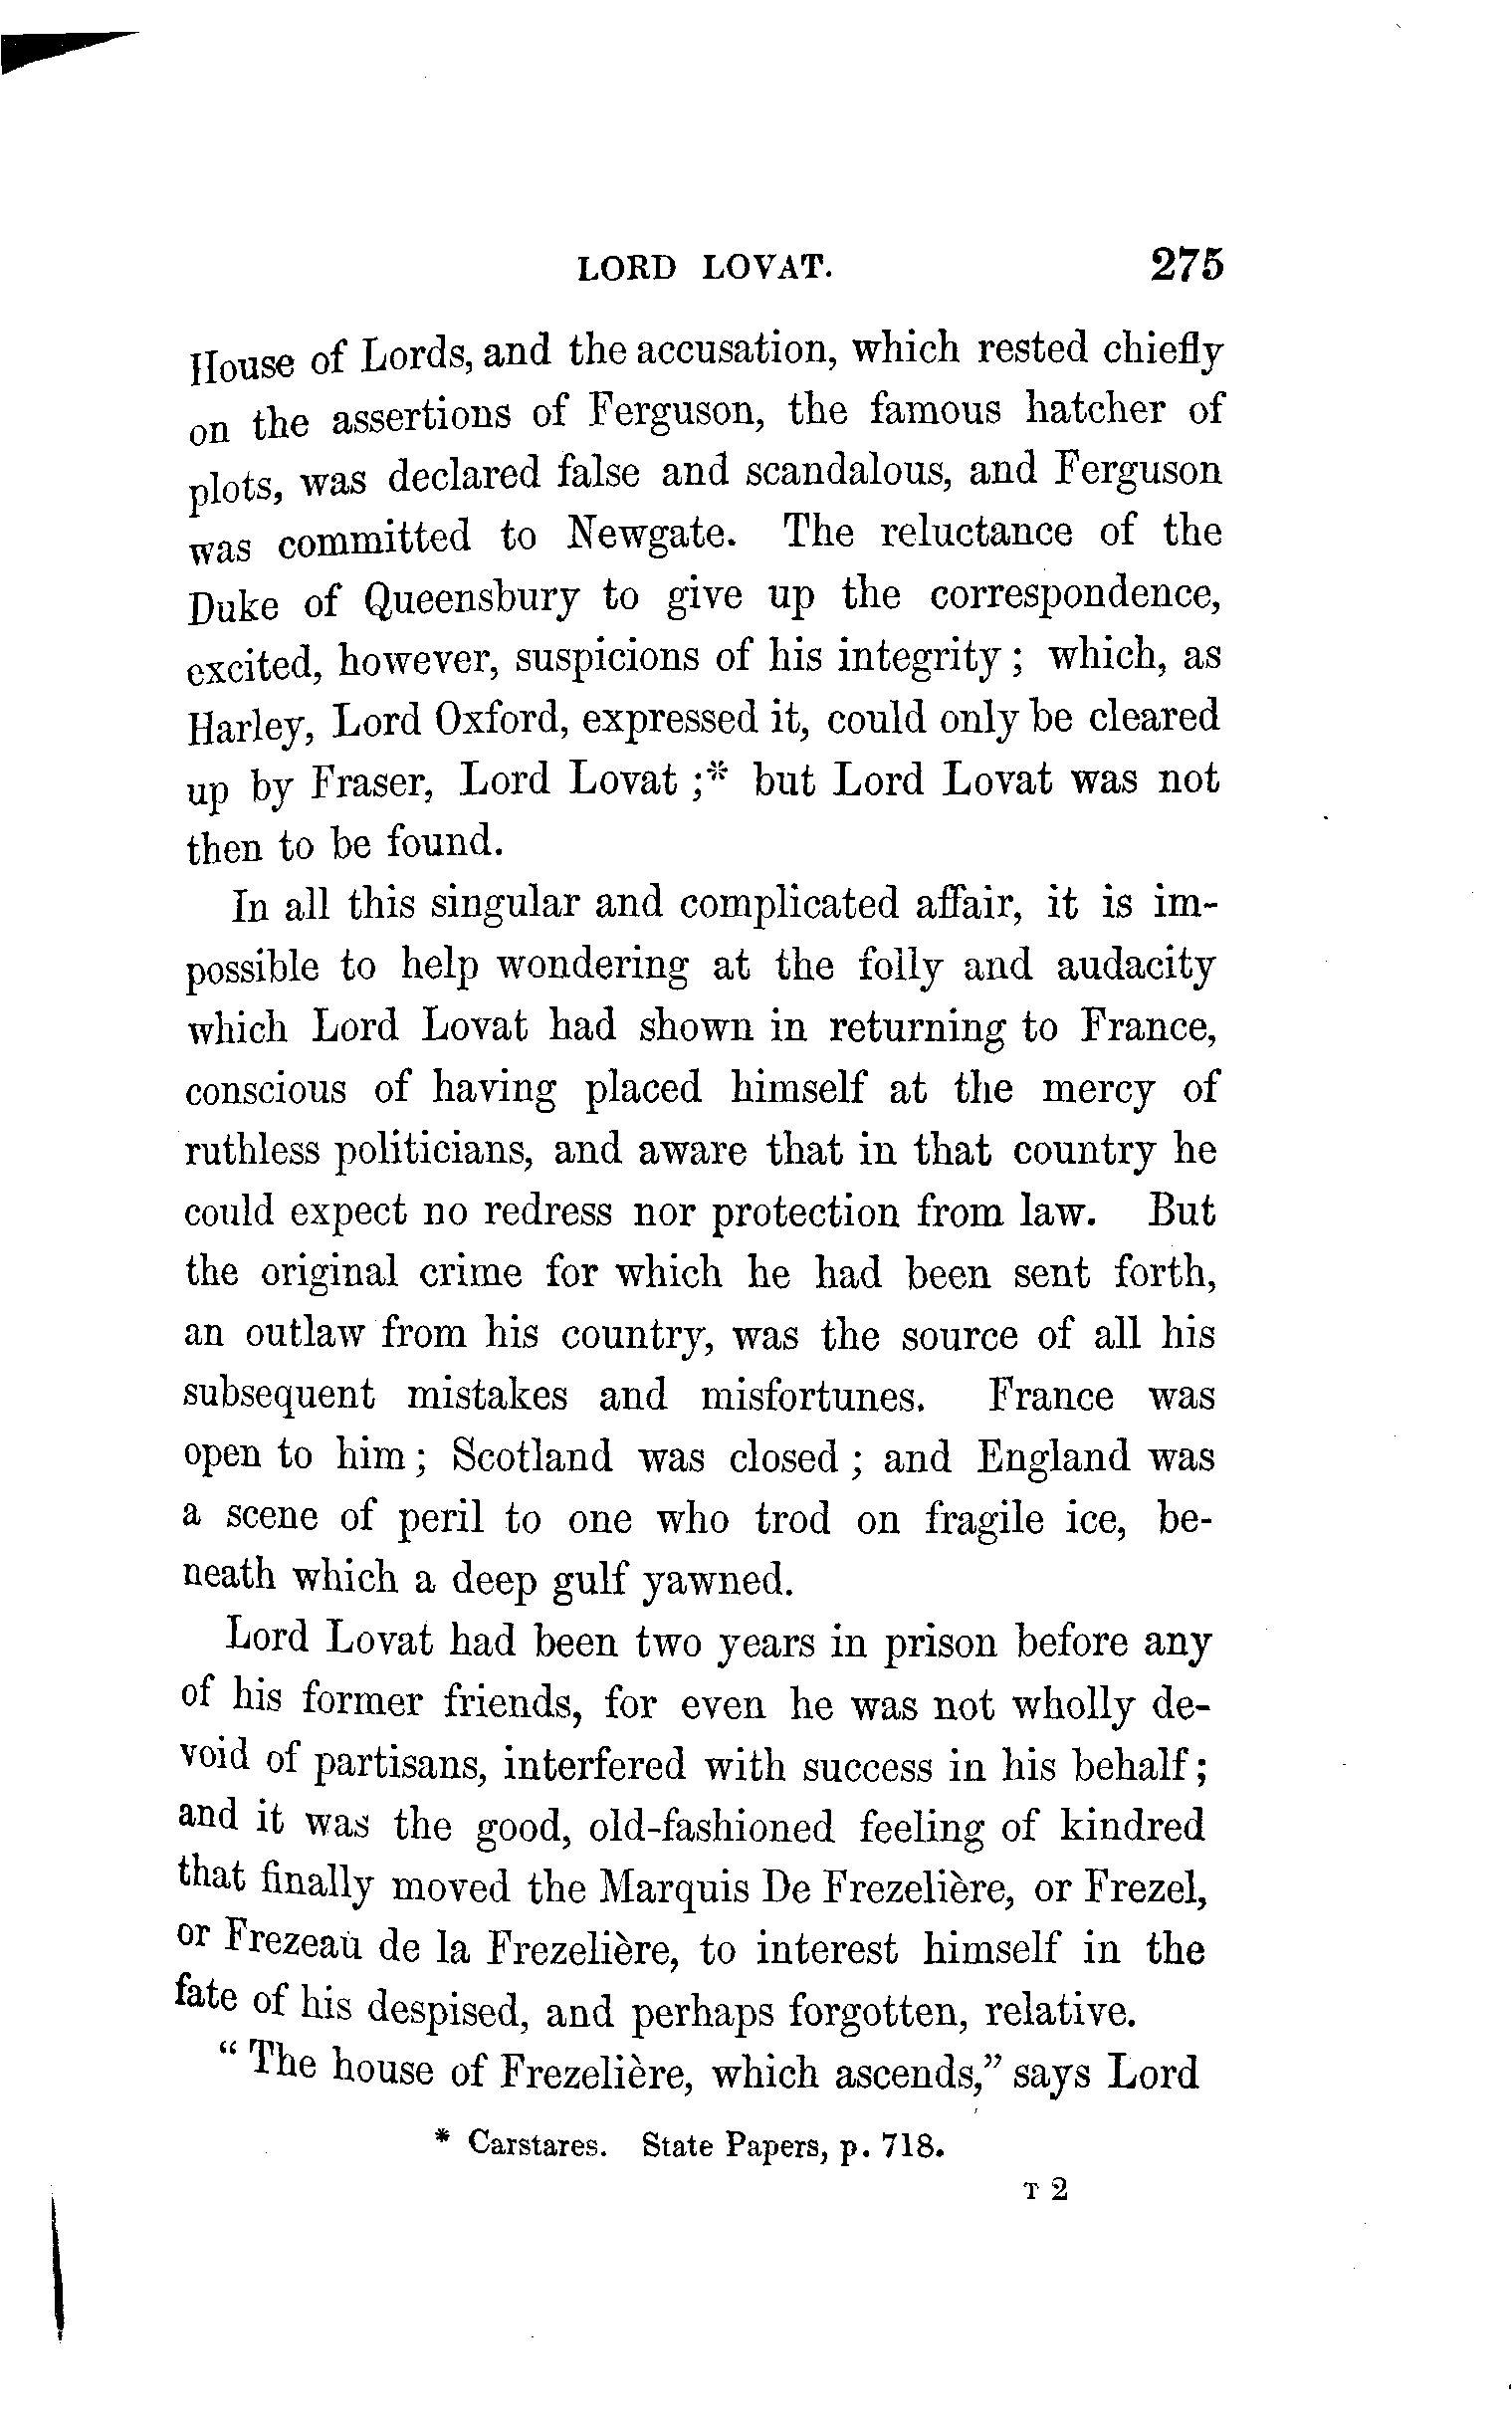 LORD LOVAT. 275
House of Lords, and the accusation, which rested chiefly
on the assertions of Ferguson, the famous hatcher of
plots, was declared false and scandalous, and Ferguson
was committed to Newgate. The reluctance of the
Duke of Queensbury to give up the correspondence,
excited, however, suspicions of his integrity; which, as
Harley, Lord Oxford, expressed it, could only be cleared
up by Fraser, Lord Lovat ;* but Lord Lovat was not
then to be found.
In all this singular and complicated affair, it is im-
possible to help wondering at the folly and audacity
which Lord Lovat had shown in returning to France,
conscious of having placed himself at the mercy of
ruthless politicians, and aware that in that country he
could expect no redress nor protection from law. But
the original crime for which he had been sent forth,
an outlaw from his country, was the source of all his
subsequent mistakes and misfortunes. France was
open to him; Scotland was closed; and England was
a scene of peril to one who trod on fragile ice, be-
neath which a deep gulf yawned.
Lord Lovat had been two years in prison before any
of his former friends, for even he was not wholly de-
void of partisans, interfered with success in his behalf;
and it was the good, old-fashioned feeling of kindred
that finally moved the Marquis De Frezelière, or Frezel,
or Frezeau de la Frezelière, to interest himself in the
fate of his despised, and perhaps forgotten, relative.
“The house of Frezelière, which ascends,” says Lord
* Carstares. State Papers, p. 718.
T 2